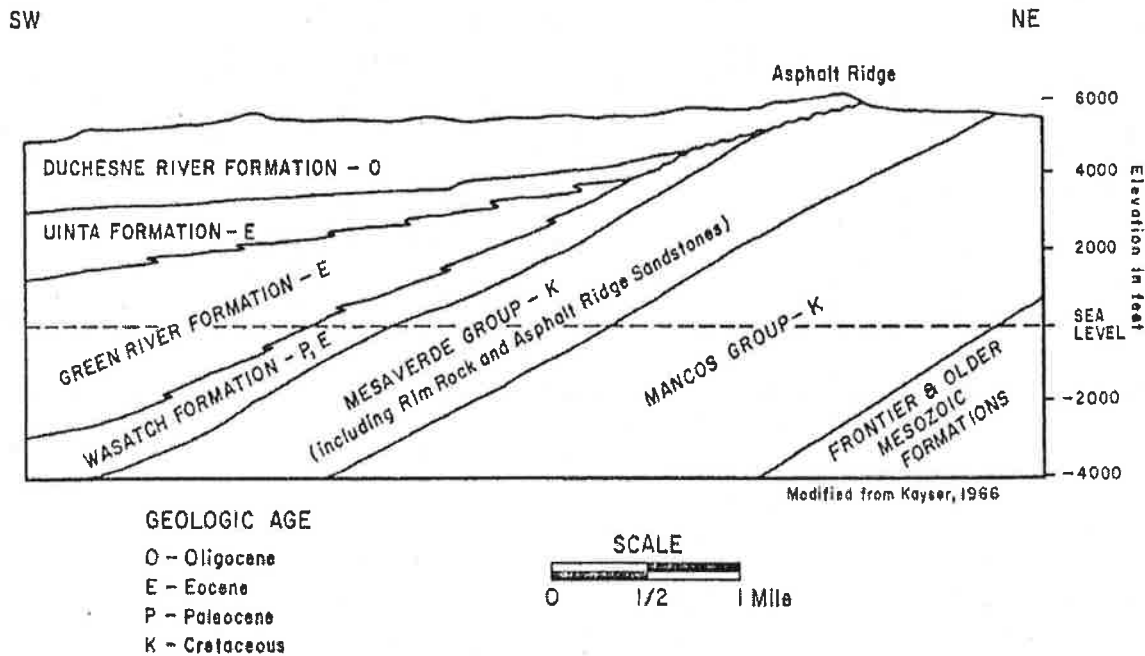 SW
NE
Asphalt Ridge
6000
DUCHESNE RIVER FORMATION - O
4000
UINTA FORMATION - E
2000
Elevation in feet
GREEN RIVER FORMATION - E
SEA
LEVEL
WASATCH FORMATION - P, E
MESAVERDE GROUP - K
(including Rim Rock and Asphalt Ridge Sandstones)
MANCOS GROUP - K
-2000
FRONTIER & OLDER
MESOZOIC
FORMATIONS
-4000
Modified from Kayser, 1966
GEOLOGIC AGE
O - Oligocene
E - Eocene
P - Paleocene
K - Cretaceous
SCALE
0 1/2 1 Mile